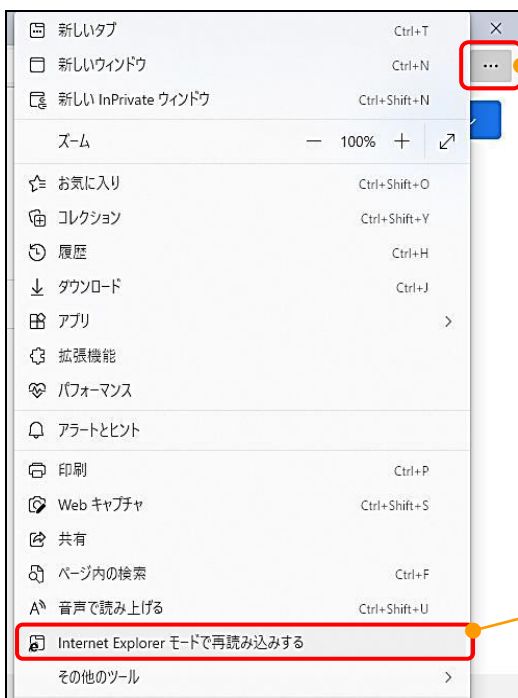 新しいタブ Ctrl+T
新しいウィンドウ Ctrl+N
新しい InPrivate ウィンドウ Ctrl+Shift+N
ズーム — 100% +
お気に入り Ctrl+Shift+O
コレクション Ctrl+Shift+Y
履歴 Ctrl+H
ダウンロード Ctrl+J
アプリ
拡張機能
パフォーマンス
アラートとヒント
印刷 Ctrl+P
Web キャプチャ Ctrl+Shift+S
共有
ページ内の検索 Ctrl+F
音声で読み上げる Ctrl+Shift+U
Internet Explorer モードで再読み込みする
その他のツール